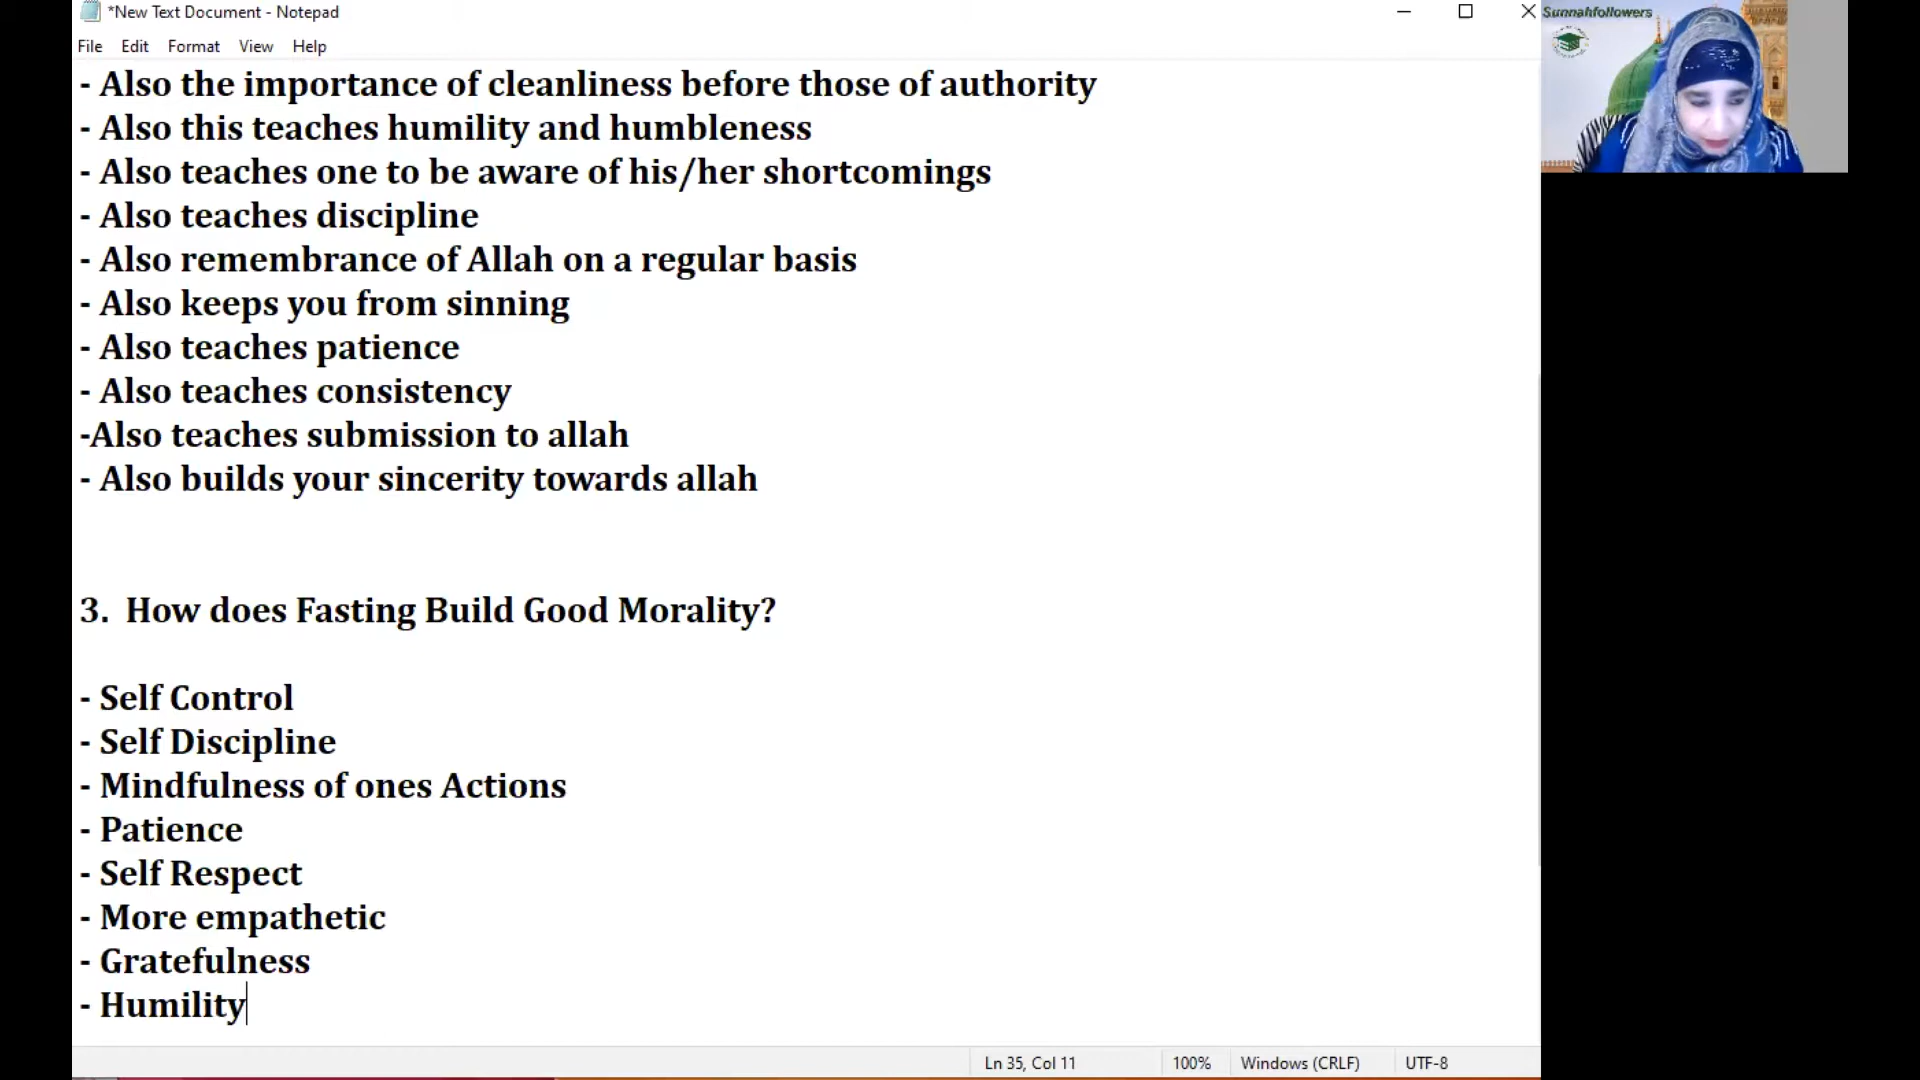 *New Text Document - Notepad
File Edit Format View Help
- Also the importance of cleanliness before those of authority
- Also this teaches humility and humbleness
- Also teaches one to be aware of his/her shortcomings
- Also teaches discipline
- Also remembrance of Allah on a regular basis
- Also keeps you from sinning
- Also teaches patience
- Also teaches consistency
-Also teaches submission to allah
- Also builds your sincerity towards allah
3.  How does Fasting Build Good Morality?
- Self Control
- Self Discipline
- Mindfulness of ones Actions
- Patience
- Self Respect
- More empathetic
- Gratefulness
- Humility
Ln 35, Col 11 100% Windows (CRLF) UTF-8
Sunnahfollowers